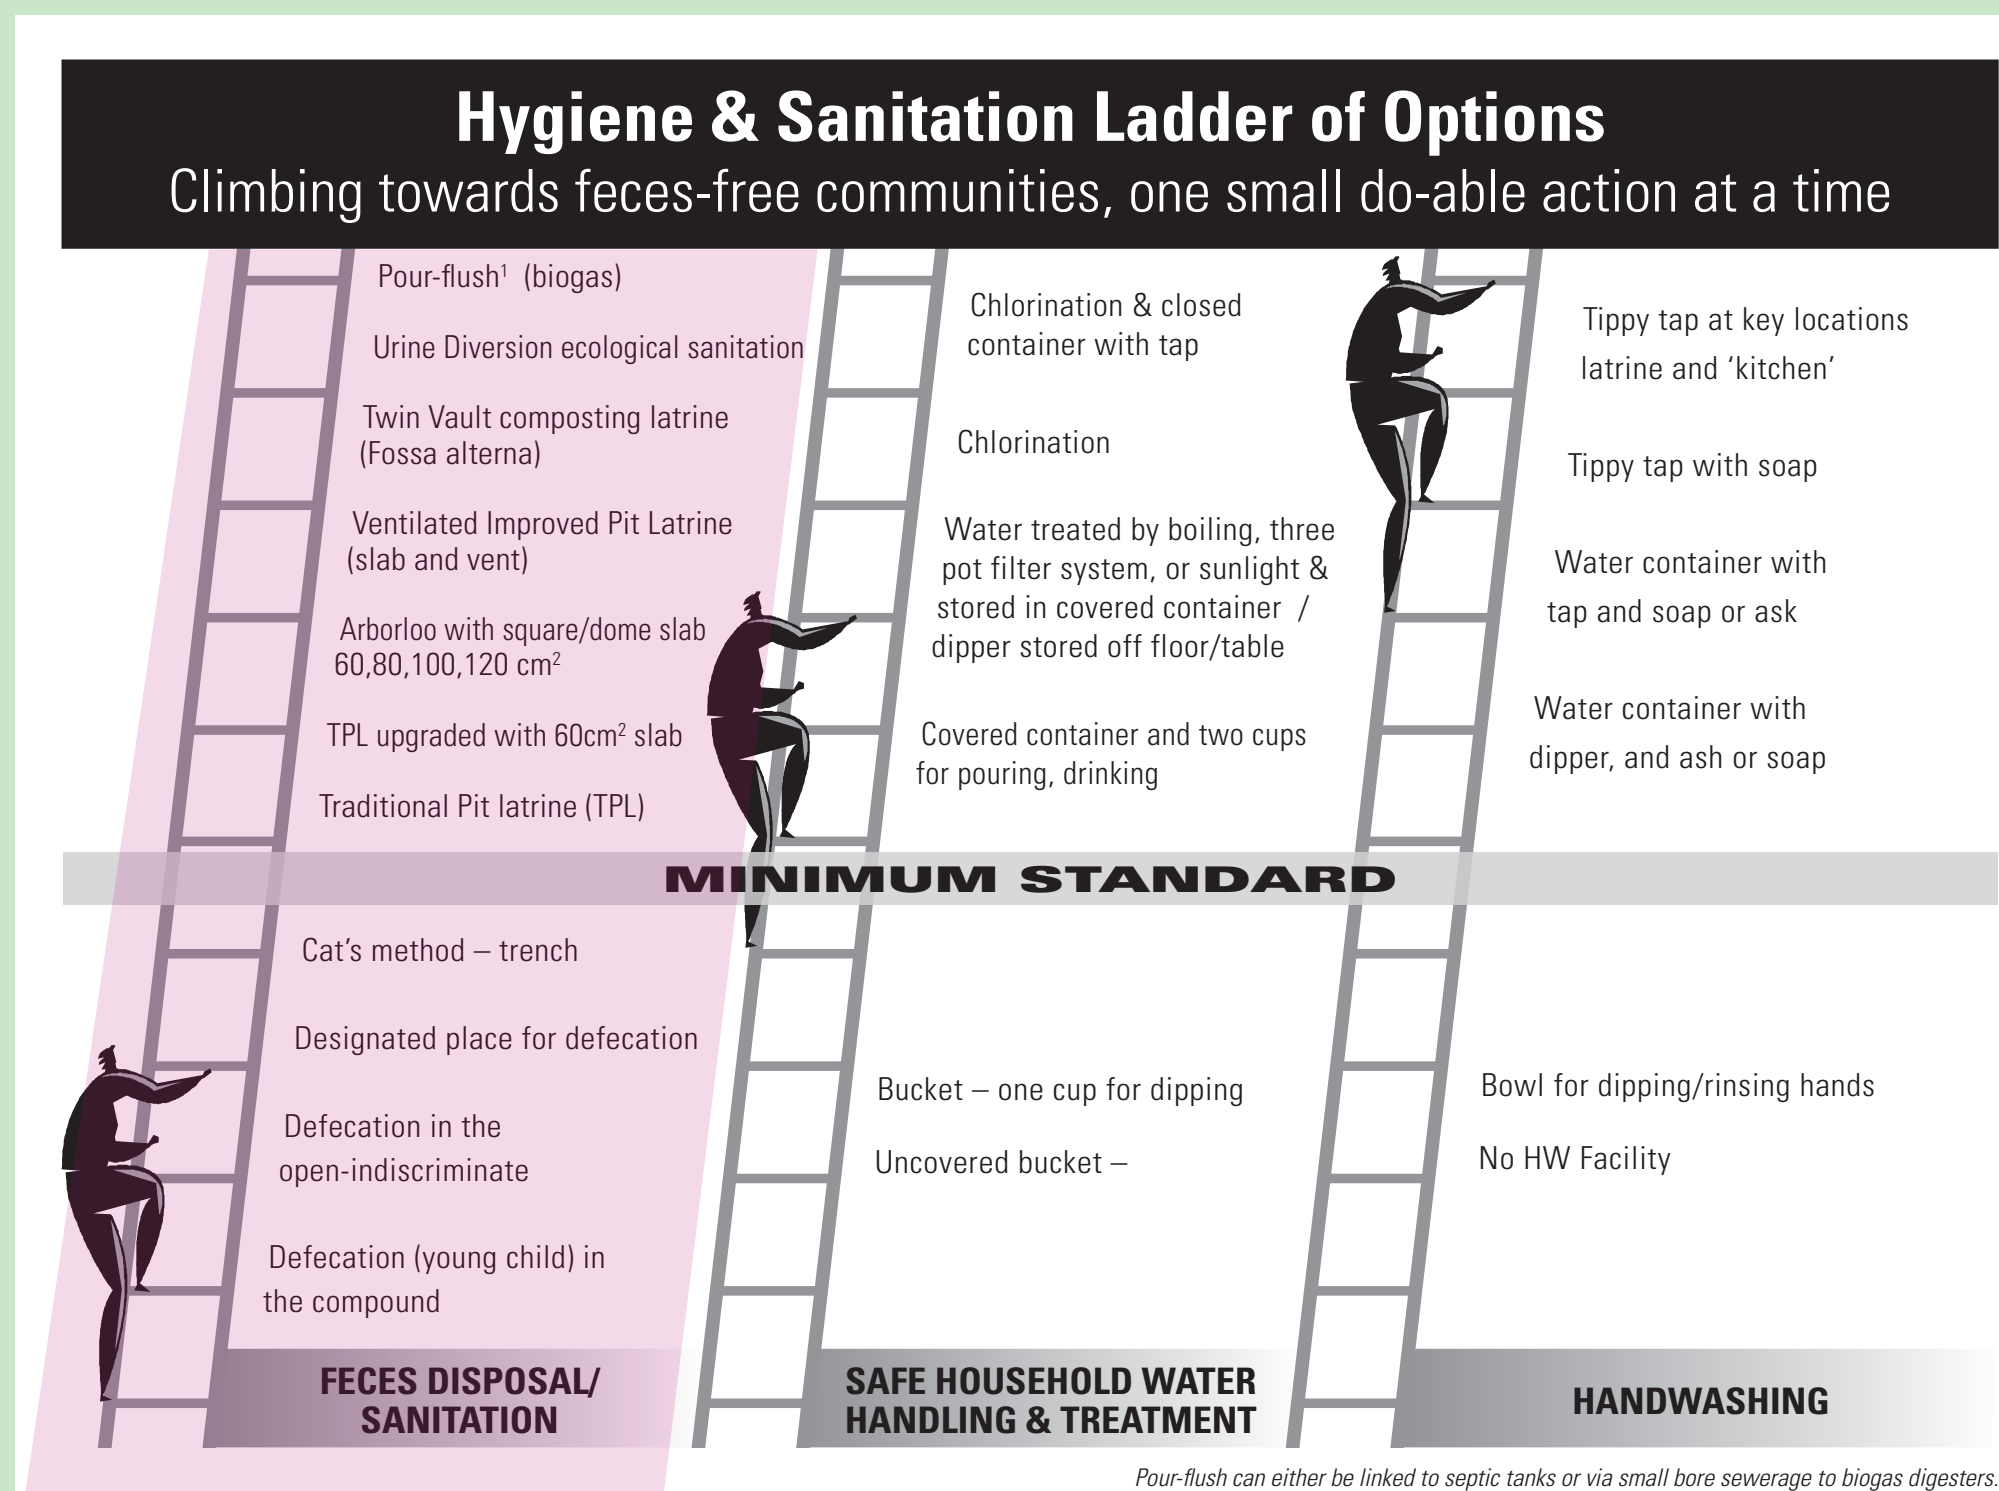 Hygiene & Sanitation Ladder of Options
Climbing towards feces-free communities, one small do-able action at a time
Pour-flush¹ (biogas)
Urine Diversion ecological sanitation
Twin Vault composting latrine
(Fossa alterna)
Ventilated Improved Pit Latrine
(slab and vent)
Arborloo with square/dome slab
60,80,100,120 cm²
TPL upgraded with 60cm² slab
Traditional Pit latrine (TPL)
Chlorination & closed
container with tap
Chlorination
Water treated by boiling, three
pot filter system, or sunlight &
stored in covered container /
dipper stored off floor/table
Covered container and two cups
for pouring, drinking
Tippy tap at key locations
latrine and ‘kitchen’
Tippy tap with soap
Water container with
tap and soap or ask
Water container with
dipper, and ash or soap
MINIMUM STANDARD
Cat’s method – trench
Designated place for defecation
Defecation in the
open-indiscriminate
Defecation (young child) in
the compound
Bucket – one cup for dipping
Uncovered bucket –
Bowl for dipping/rinsing hands
No HW Facility
FECES DISPOSAL/
SANITATION
SAFE HOUSEHOLD WATER
HANDLING & TREATMENT
HANDWASHING
Pour-flush can either be linked to septic tanks or via small bore sewerage to biogas digesters.